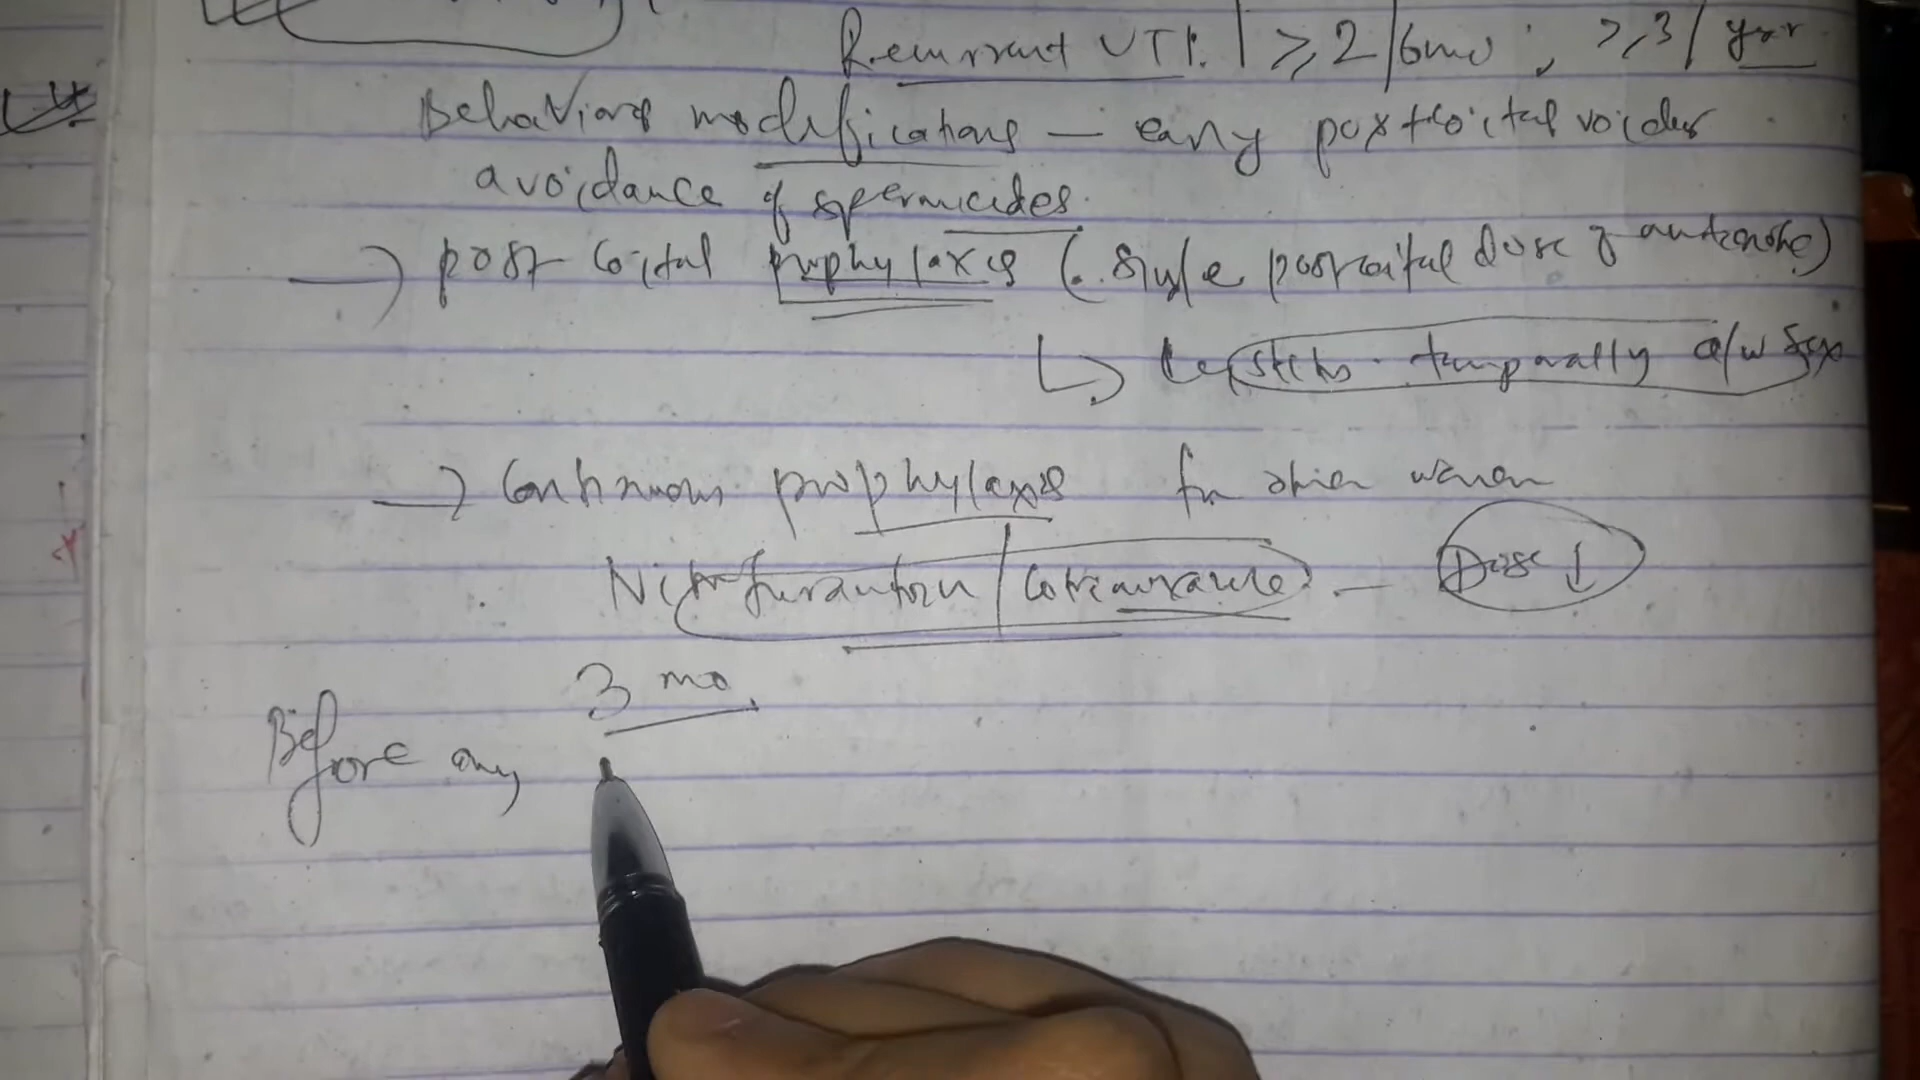 Recurrent UTI. | ≥2/6mo ; ≥3/year
Behavioral modifications — early postcoital voiding
avoidance of spermicides.
→ post-coital prophylaxis (single postcoital dose of antibiotic)
temporally a/w sex
→ Continuous prophylaxis for other women
Nitrofurantoin / Cotrimoxazole — Dose ↓
3 mo.
Before any